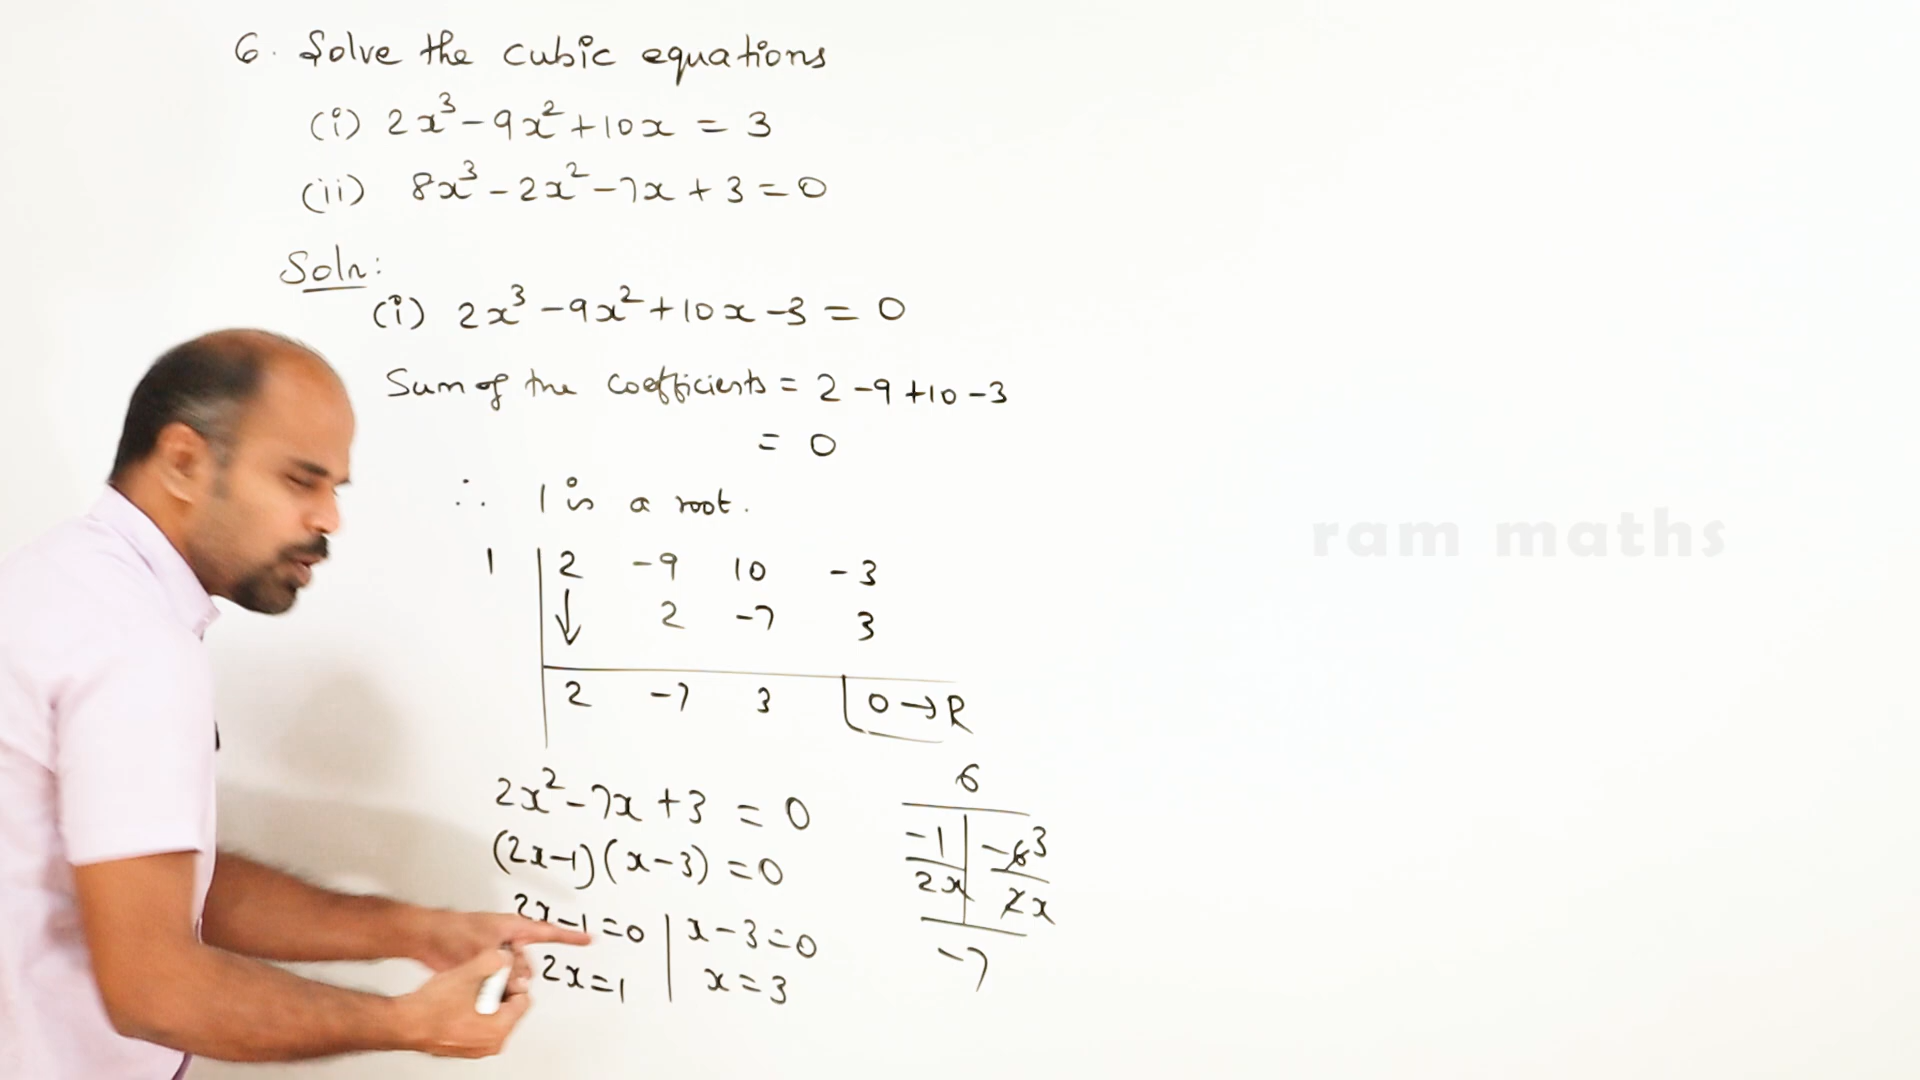 6. Solve the cubic equations
(i) 2x³ - 9x² + 10x = 3
(ii) 8x³ - 2x² - 7x + 3 = 0
Soln:
(i) 2x³ - 9x² + 10x - 3 = 0
Sum of the coefficients = 2 - 9 + 10 - 3
= 0
∴ 1 is a root.
1 | 2 -9 10 -3
↓ 2 -7 3
2 -7 3 | 0 → R
2x² - 7x + 3 = 0
(2x-1)(x-3) = 0
2x-1=0 | x-3=0
2x=1 | x=3
6
-1 | -6 3
2x | 2x
-7
ram maths